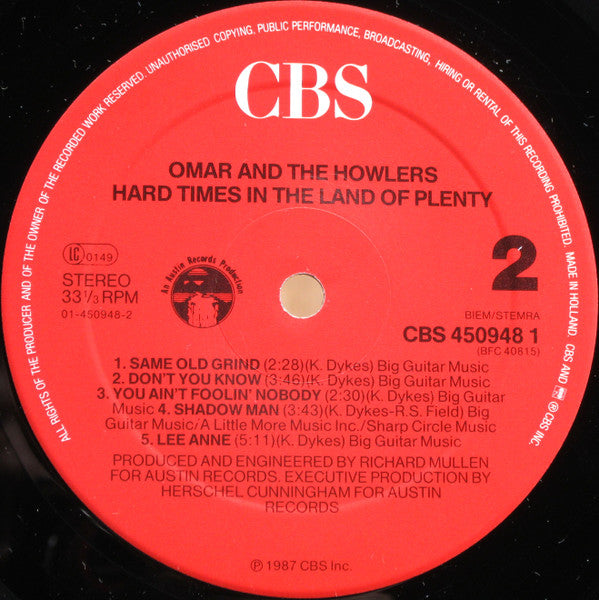 ALL RIGHTS OF THE PRODUCER AND OF THE OWNER OF THE RECORDED WORK RESERVED. UNAUTHORISED COPYING, PUBLIC PERFORMANCE, BROADCASTING, HIRING OR RENTAL OF THIS RECORDING PROHIBITED. MADE IN HOLLAND. CBS AND ℗ CBS INC.
CBS
OMAR AND THE HOWLERS
HARD TIMES IN THE LAND OF PLENTY
LC 0149
STEREO
33 1/3 RPM
01-450948-2
An Austin Records Production
2
BIEM/STEMRA
CBS 450948 1
(BFC 40815)
1. SAME OLD GRIND (2:28)(K. Dykes) Big Guitar Music
2. DON'T YOU KNOW (3:46)(K. Dykes) Big Guitar Music
3. YOU AIN'T FOOLIN' NOBODY (2:30)(K. Dykes) Big Guitar
Music 4. SHADOW MAN (3:43)(K. Dykes-R.S. Field) Big
Guitar Music/A Little More Music Inc./Sharp Circle Music
5. LEE ANNE (5:11)(K. Dykes) Big Guitar Music
PRODUCED AND ENGINEERED BY RICHARD MULLEN
FOR AUSTIN RECORDS. EXECUTIVE PRODUCTION BY
HERSCHEL CUNNINGHAM FOR AUSTIN
RECORDS
℗ 1987 CBS Inc.